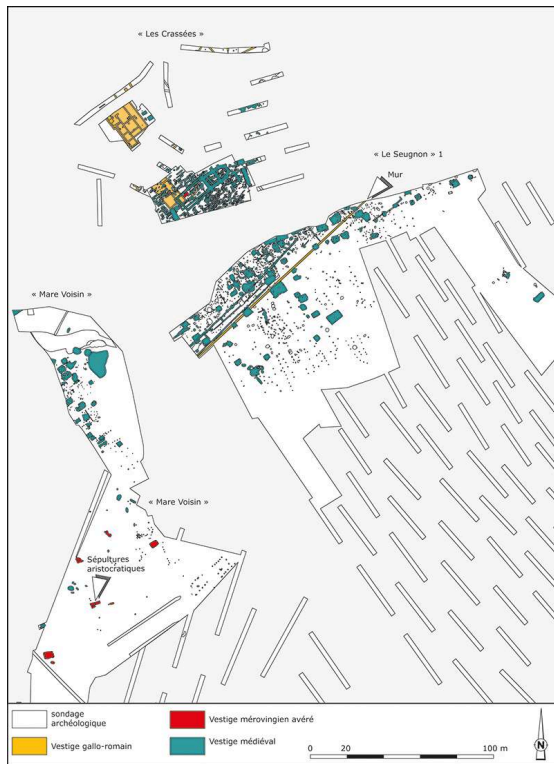 « Les Crassées »
« Le Seugnon » 1
Mur
« Mare Voisin »
« Mare Voisin »
Sépultures
aristocratiques
sondage
archéologique
Vestige mérovingien avéré
Vestige gallo-romain
Vestige médiéval
0 20 100 m
N